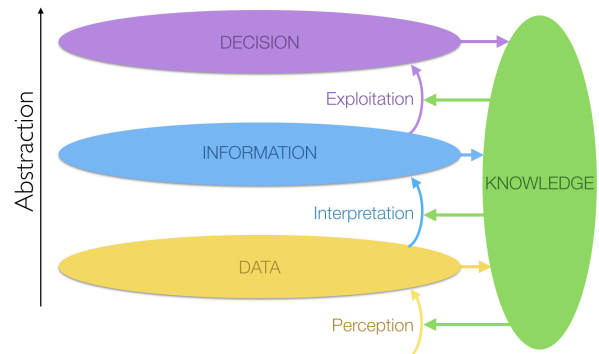 Abstraction
DECISION
Exploitation
INFORMATION
KNOWLEDGE
Interpretation
DATA
Perception